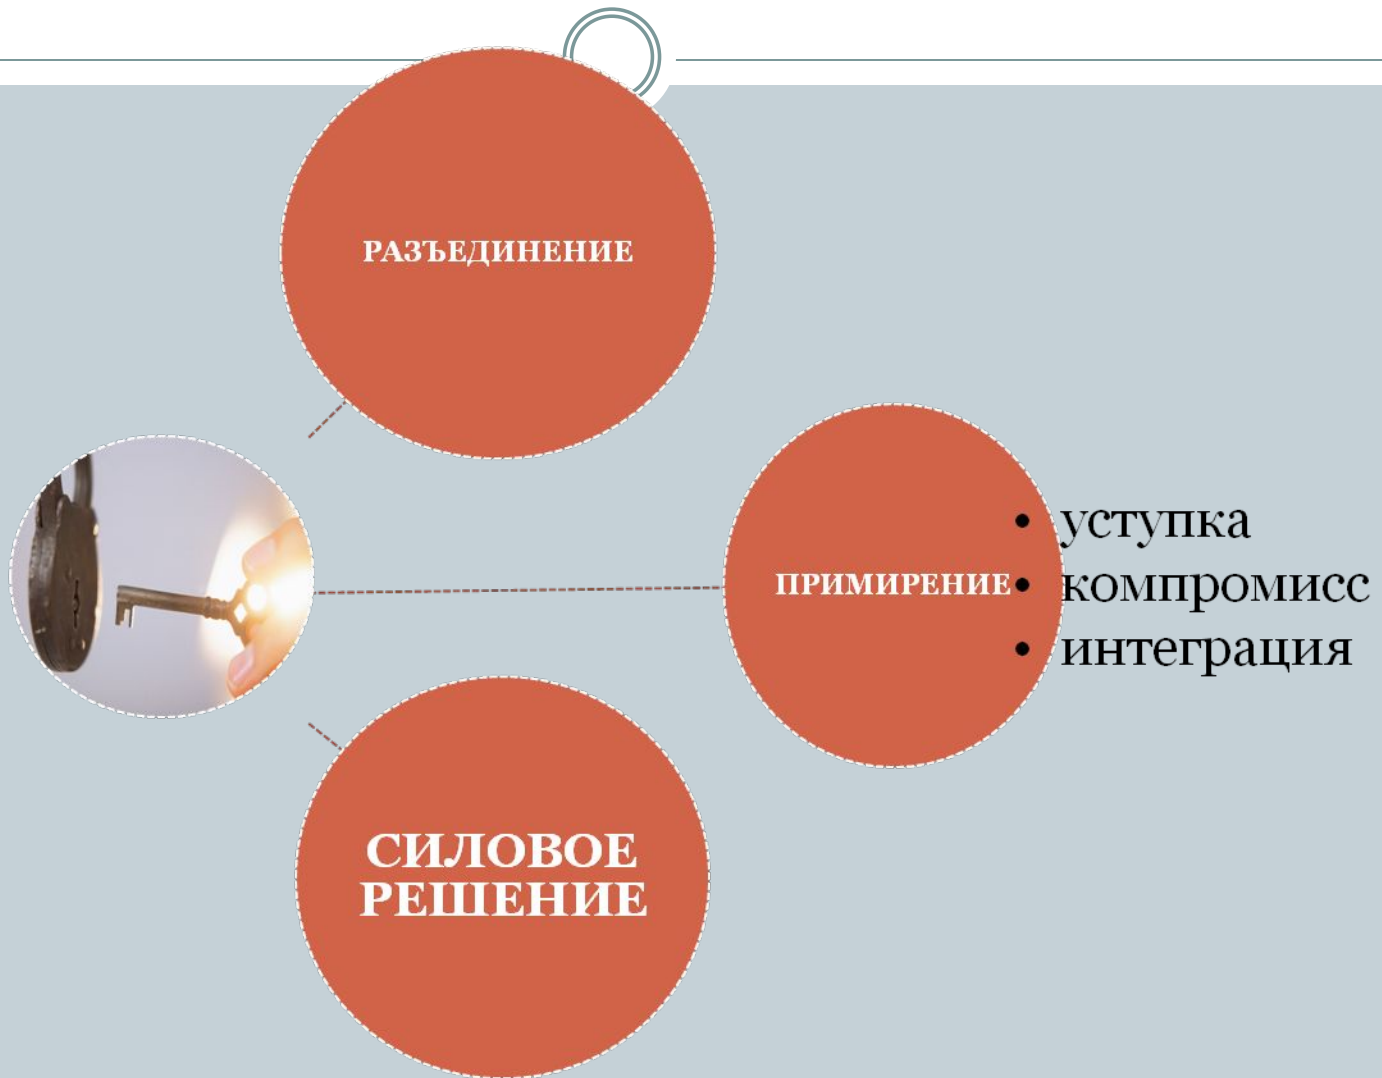 РАЗЪЕДИНЕНИЕ
ПРИМИРЕНИЕ
• уступка
• компромисс
• интеграция
СИЛОВОЕ
РЕШЕНИЕ